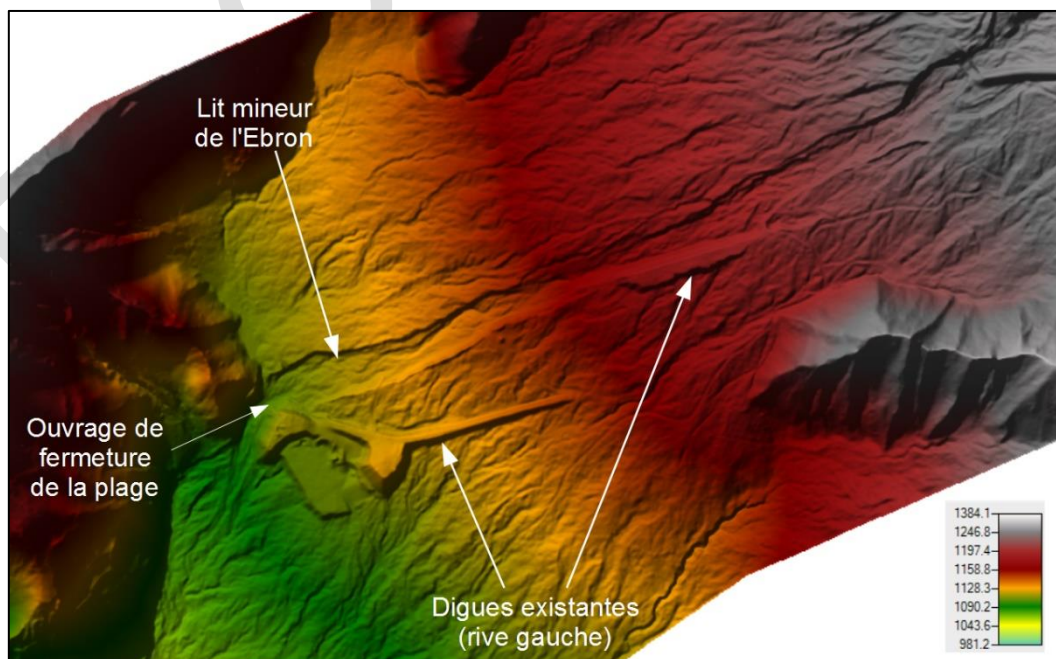 Lit mineur
de l'Ebron
Ouvrage de
fermeture
de la plage
Digues existantes
(rive gauche)
1384.1
1246.8
1197.4
1158.8
1128.3
1090.2
1043.6
981.2